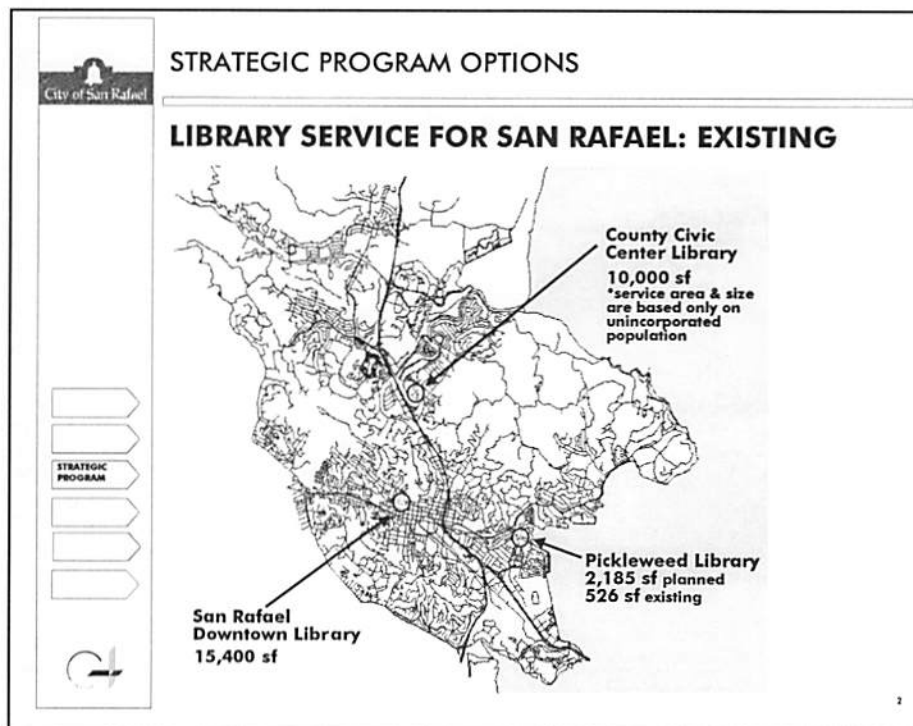 City of San Rafael
STRATEGIC PROGRAM OPTIONS
LIBRARY SERVICE FOR SAN RAFAEL: EXISTING
County Civic
Center Library
10,000 sf
*service area & size
are based only on
unincorporated
population
STRATEGIC
PROGRAM
Pickleweed Library
2,185 sf planned
526 sf existing
San Rafael
Downtown Library
15,400 sf
2